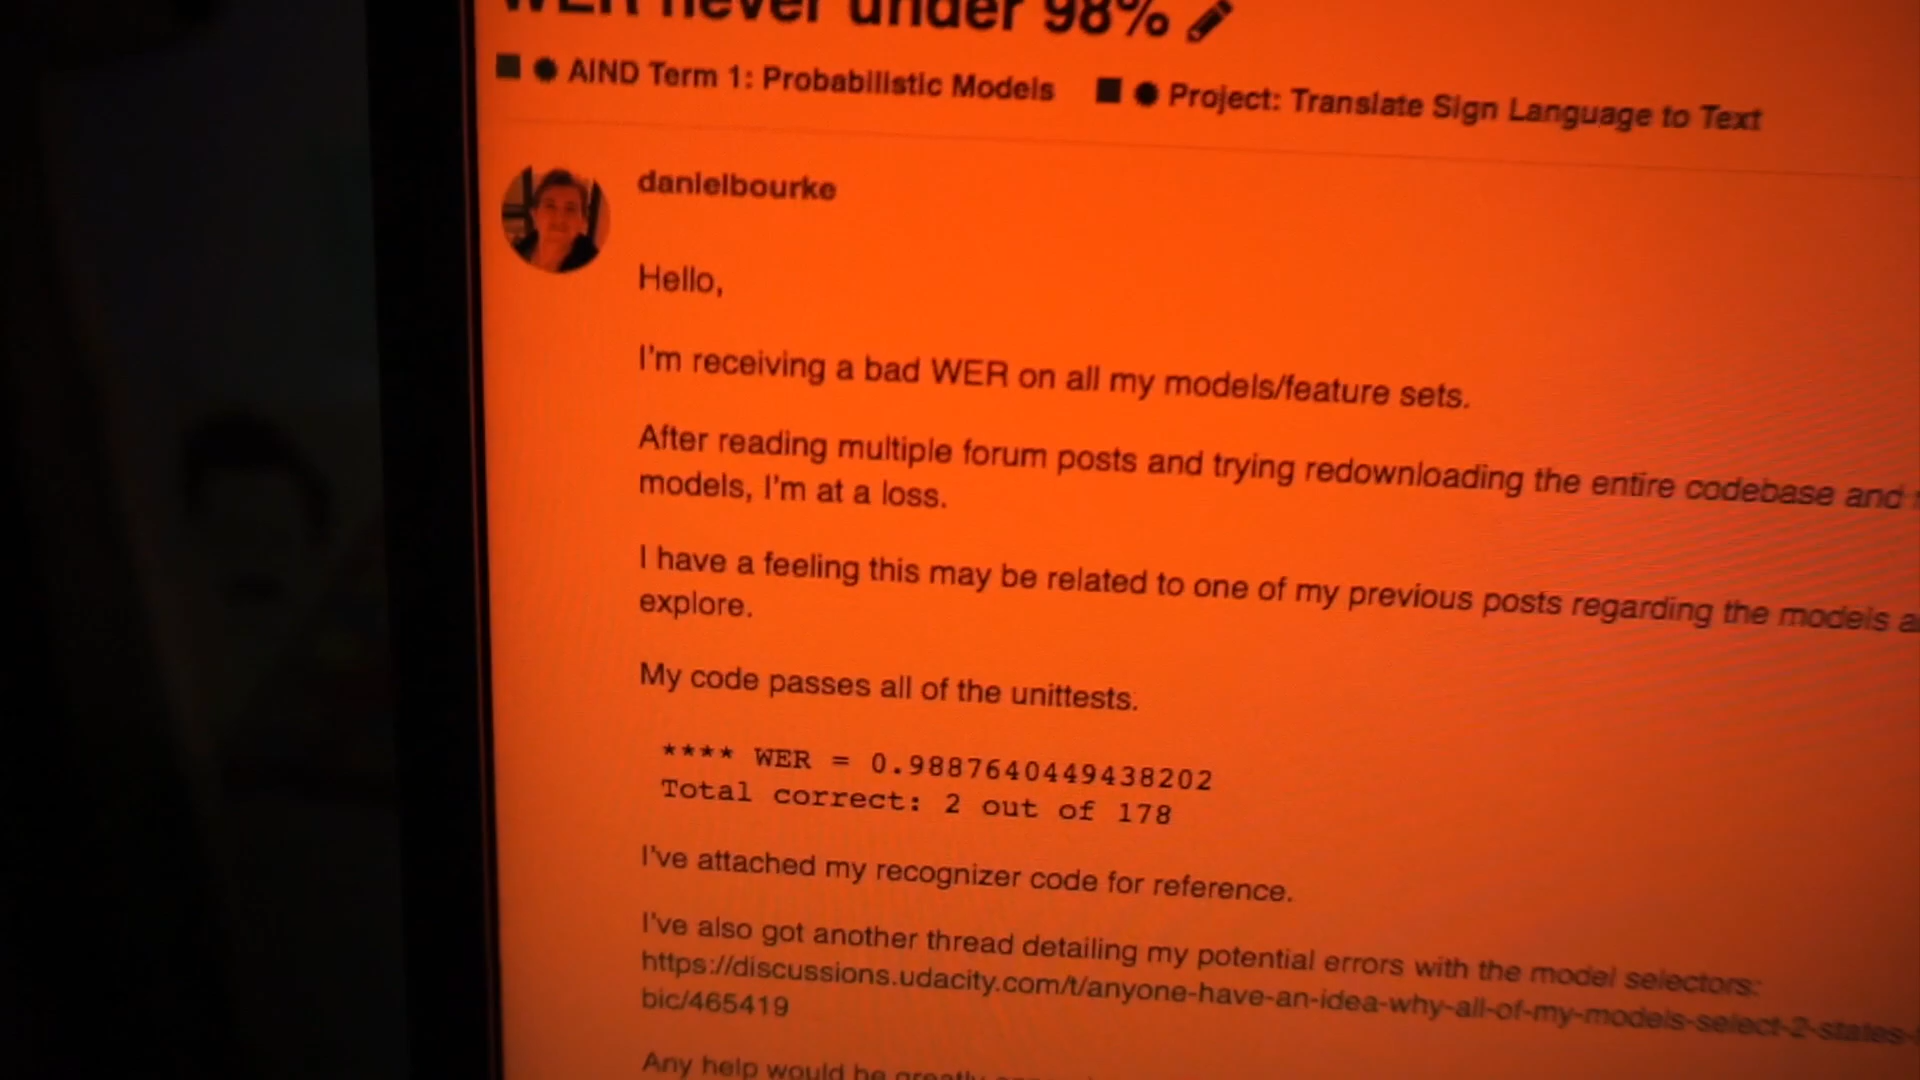 WER never under 98%
AIND Term 1: Probabilistic Models Project: Translate Sign Language to Text
danielbourke
Hello,
I'm receiving a bad WER on all my models/feature sets.
After reading multiple forum posts and trying redownloading the entire codebase and
models, I'm at a loss.
I have a feeling this may be related to one of my previous posts regarding the models
explore.
My code passes all of the unittests.
**** WER = 0.9887640449438202
Total correct: 2 out of 178
I've attached my recognizer code for reference.
I've also got another thread detailing my potential errors with the model selectors:
https://discussions.udacity.com/t/anyone-have-an-idea-why-all-of-my-models-select-2-states-
bic/465419
Any help would be greatly